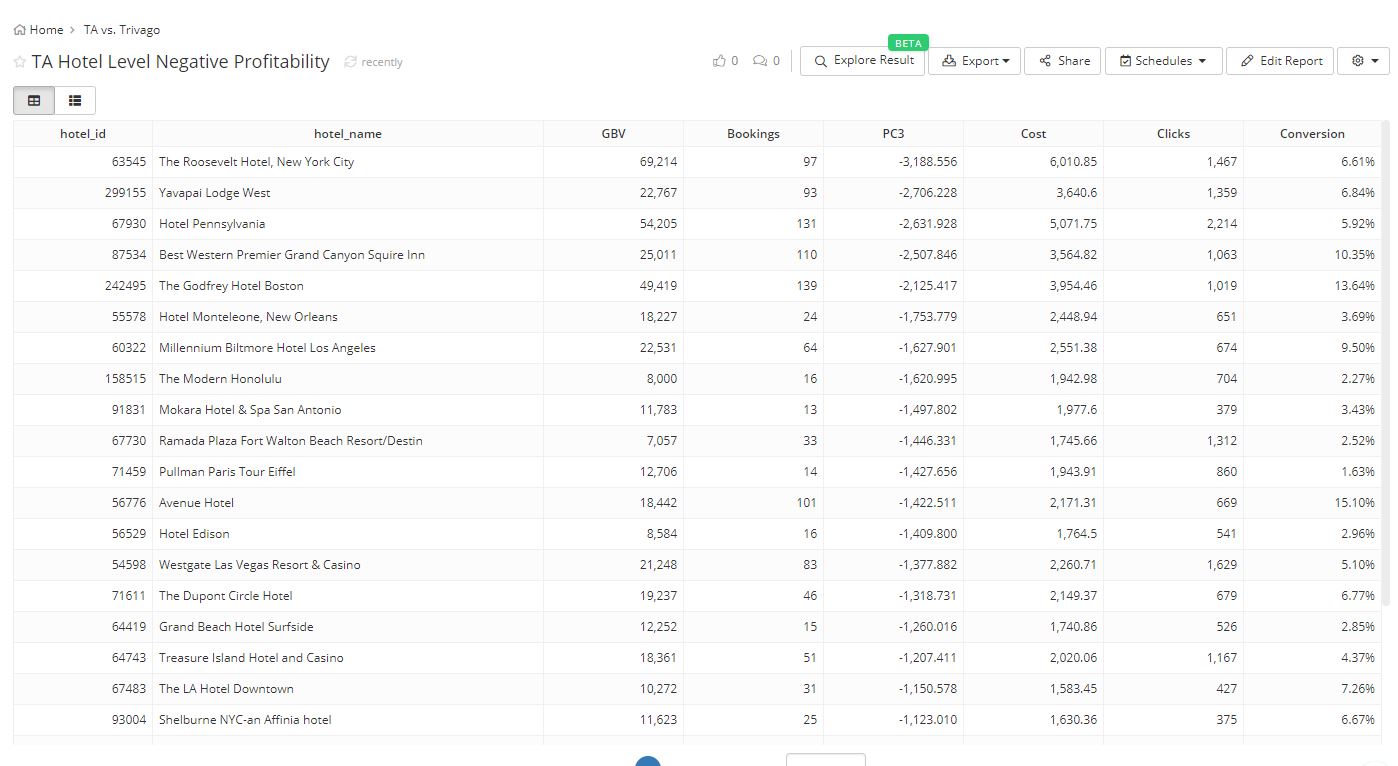 Home > TA vs. Trivago
TA Hotel Level Negative Profitability recently 0 0 Explore Result BETA Export Share Schedules Edit Report
hotel_id hotel_name GBV Bookings PC3 Cost Clicks Conversion
63545 The Roosevelt Hotel, New York City 69,214 97 -3,188.556 6,010.85 1,467 6.61%
299155 Yavapai Lodge West 22,767 93 -2,706.228 3,640.6 1,359 6.84%
67930 Hotel Pennsylvania 54,205 131 -2,631.928 5,071.75 2,214 5.92%
87534 Best Western Premier Grand Canyon Squire Inn 25,011 110 -2,507.846 3,564.82 1,063 10.35%
242495 The Godfrey Hotel Boston 49,419 139 -2,125.417 3,954.46 1,019 13.64%
55578 Hotel Monteleone, New Orleans 18,227 24 -1,753.779 2,448.94 651 3.69%
60322 Millennium Biltmore Hotel Los Angeles 22,531 64 -1,627.901 2,551.38 674 9.50%
158515 The Modern Honolulu 8,000 16 -1,620.995 1,942.98 704 2.27%
91831 Mokara Hotel & Spa San Antonio 11,783 13 -1,497.802 1,977.6 379 3.43%
67730 Ramada Plaza Fort Walton Beach Resort/Destin 7,057 33 -1,446.331 1,745.66 1,312 2.52%
71459 Pullman Paris Tour Eiffel 12,706 14 -1,427.656 1,943.91 860 1.63%
56776 Avenue Hotel 18,442 101 -1,422.511 2,171.31 669 15.10%
56529 Hotel Edison 8,584 16 -1,409.800 1,764.5 541 2.96%
54598 Westgate Las Vegas Resort & Casino 21,248 83 -1,377.882 2,260.71 1,629 5.10%
71611 The Dupont Circle Hotel 19,237 46 -1,318.731 2,149.37 679 6.77%
64419 Grand Beach Hotel Surfside 12,252 15 -1,260.016 1,740.86 526 2.85%
64743 Treasure Island Hotel and Casino 18,361 51 -1,207.411 2,020.06 1,167 4.37%
67483 The LA Hotel Downtown 10,272 31 -1,150.578 1,583.45 427 7.26%
93004 Shelburne NYC-an Affinia hotel 11,623 25 -1,123.010 1,630.36 375 6.67%